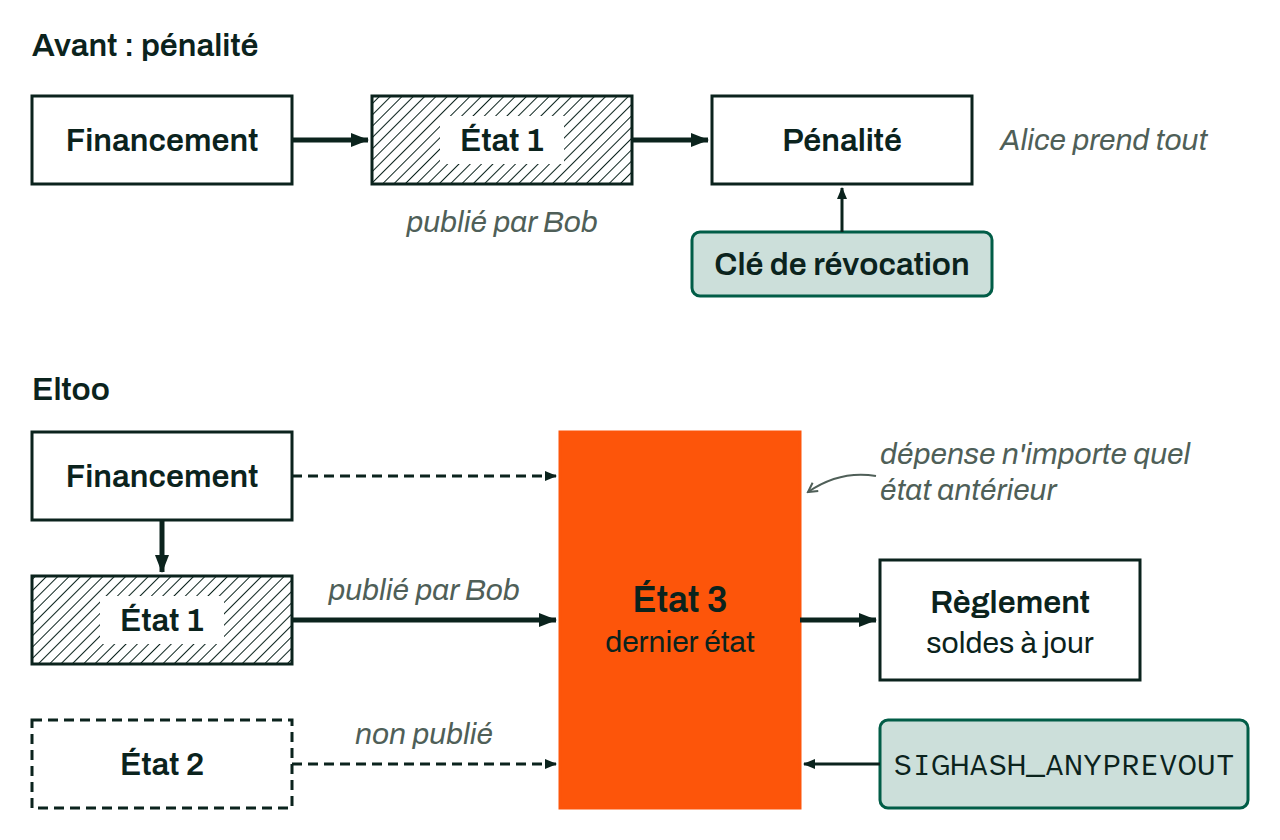 Avant : pénalité
Financement
État 1
Pénalité
Alice prend tout
publié par Bob
Clé de révocation
Eltoo
Financement
dépense n'importe quel
état antérieur
État 1
publié par Bob
État 3
dernier état
Règlement
soldes à jour
État 2
non publié
SIGHASH_ANYPREVOUT